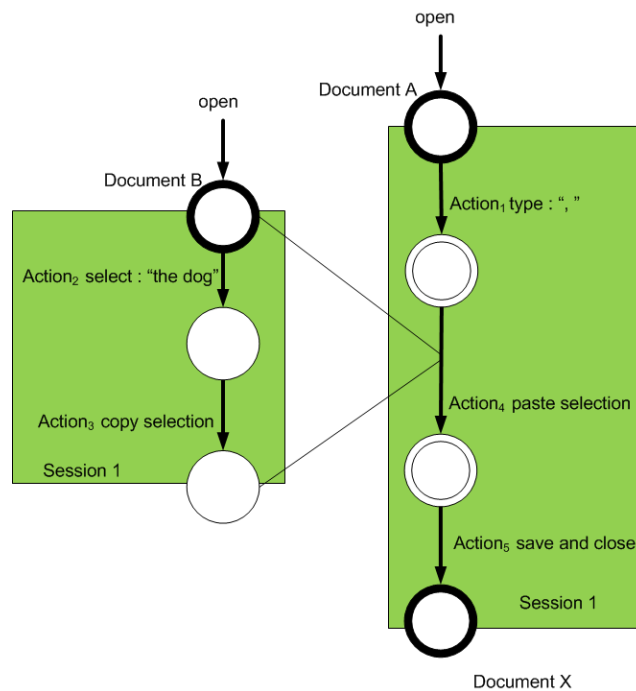 open
Document A
open
Document B
Action₁ type : “, ”
Action₂ select : “the dog”
Action₄ paste selection
Action₃ copy selection
Session 1
Action₅ save and close
Session 1
Document X